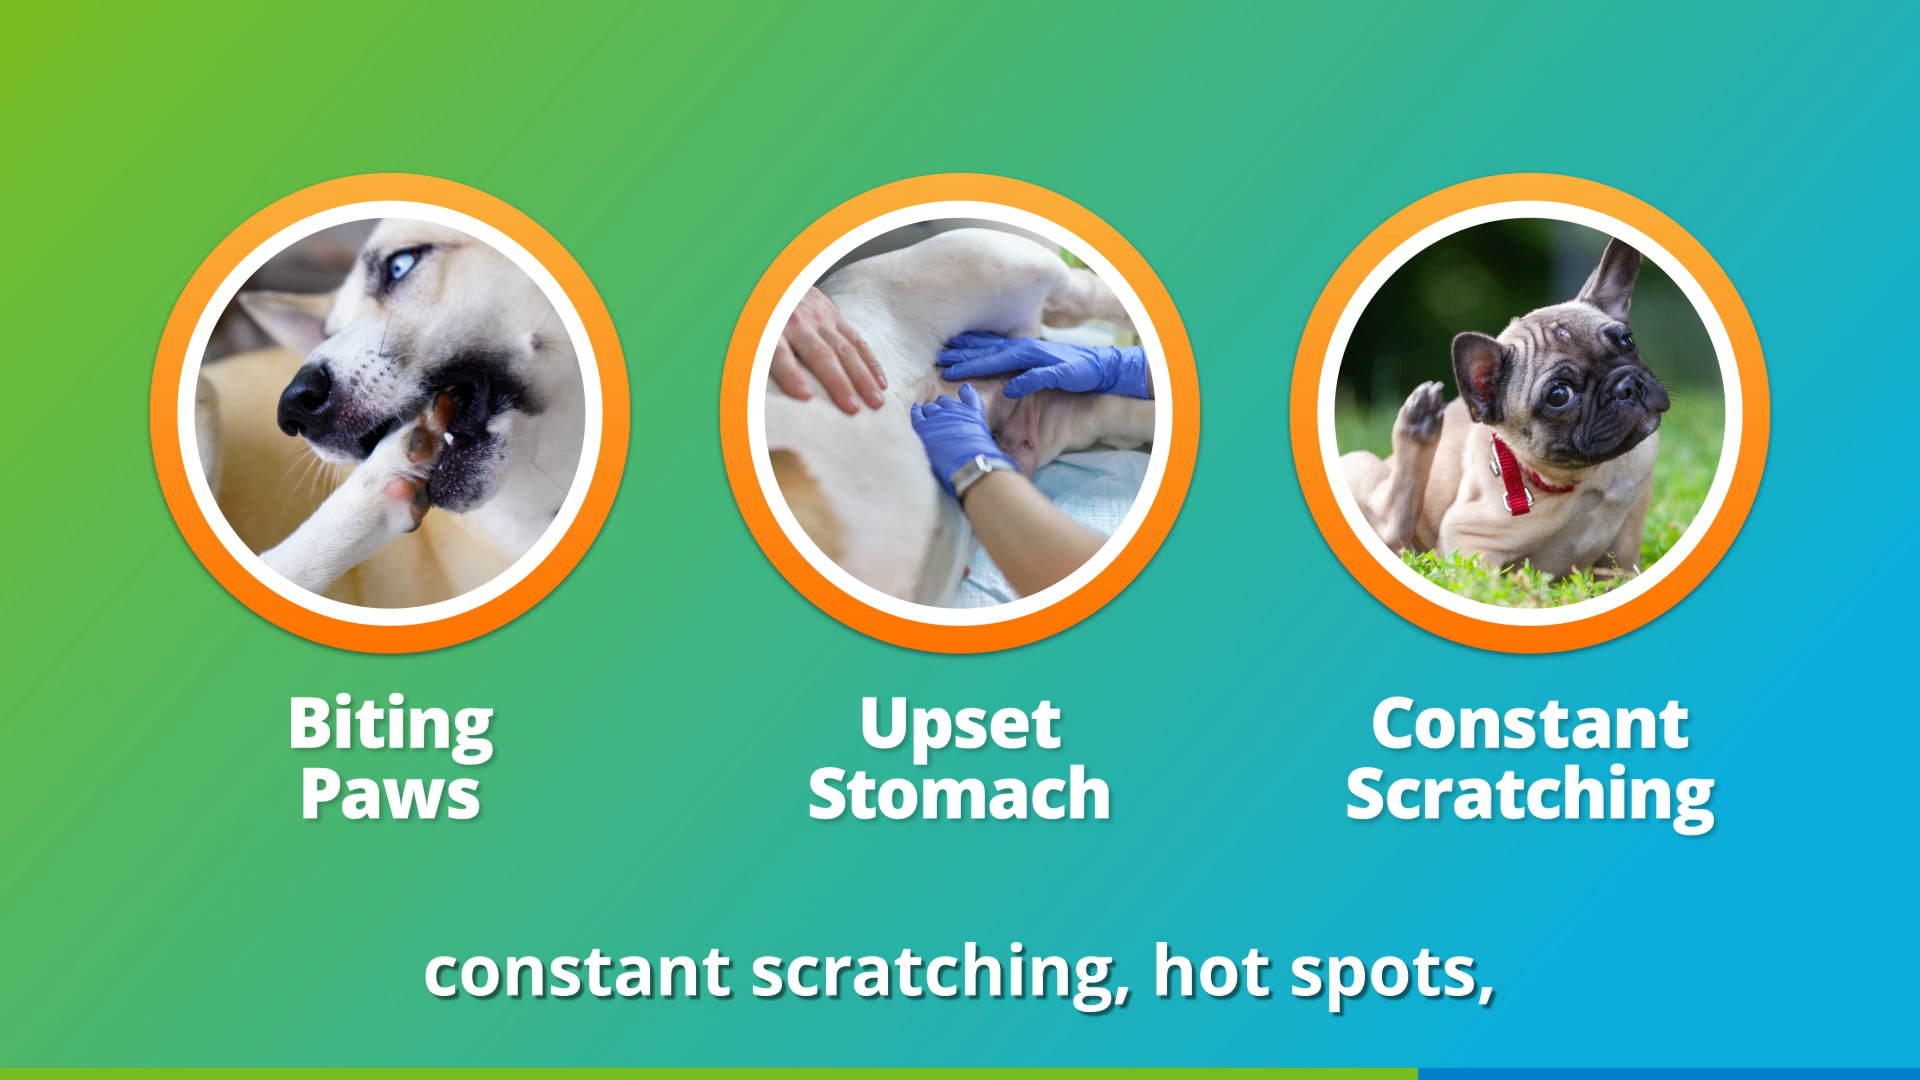 Biting
Paws
Upset
Stomach
Constant
Scratching
constant scratching, hot spots,